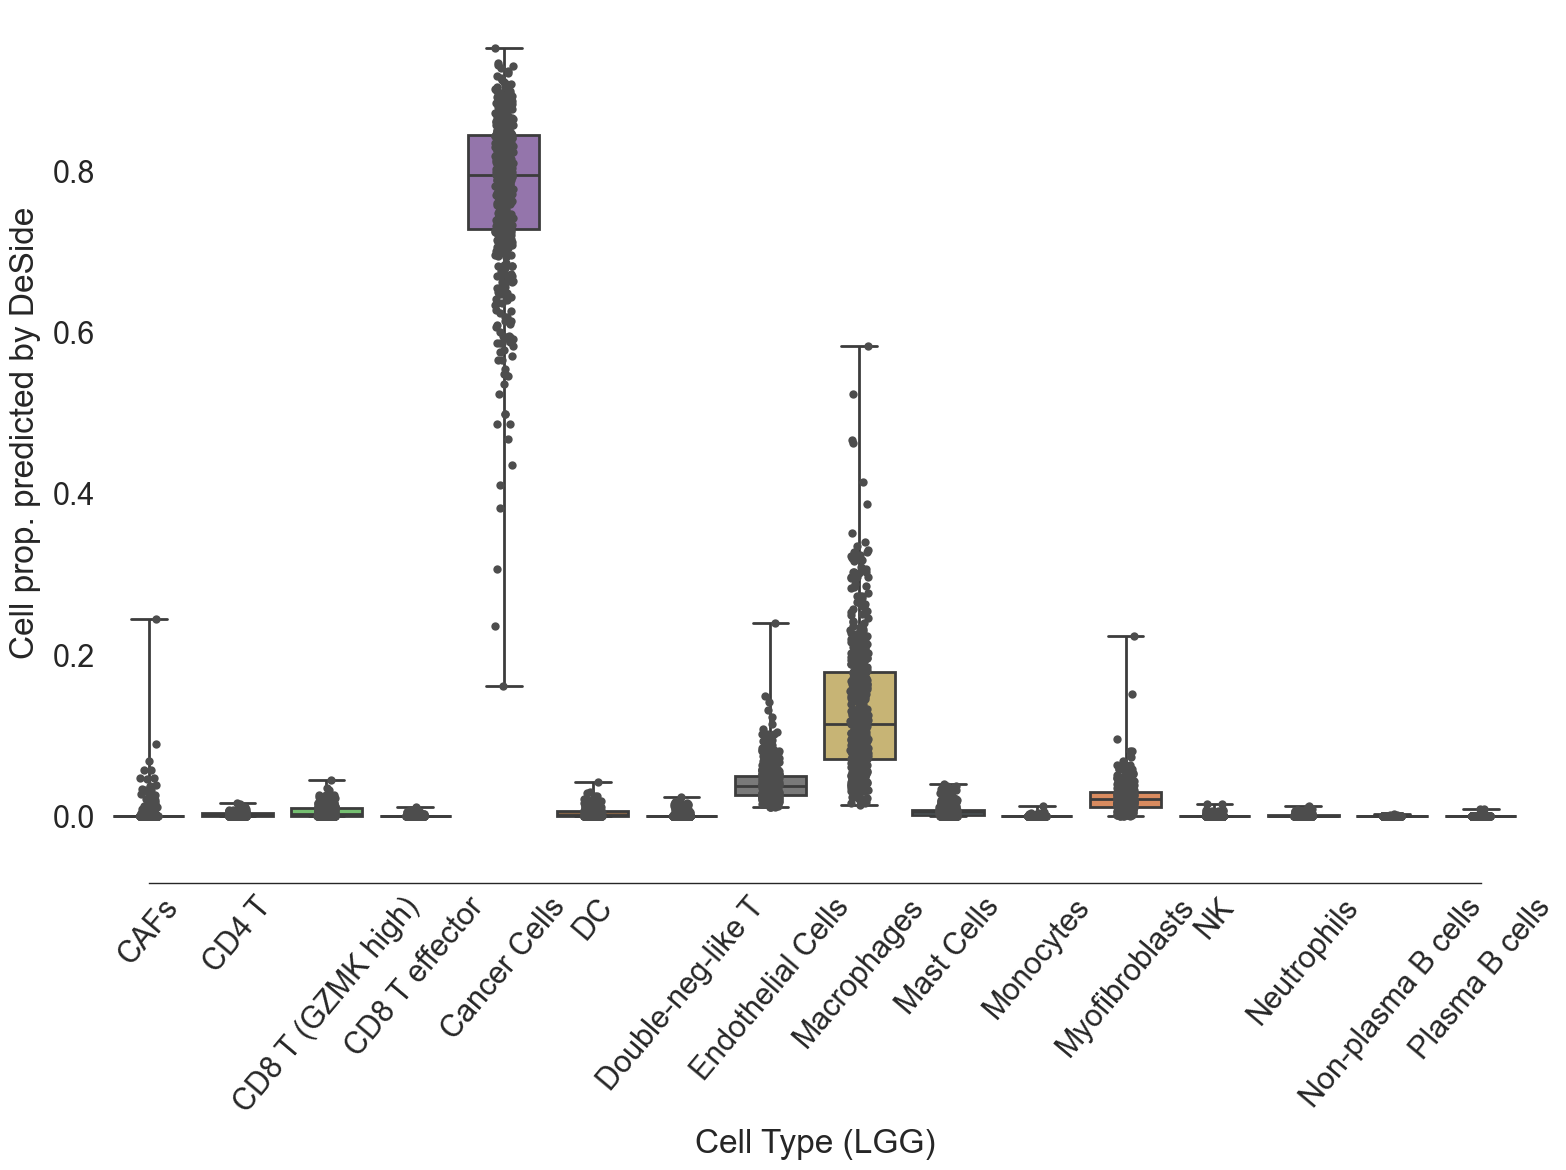 Cell prop. predicted by DeSide
0.8
0.6
0.4
0.2
0.0
CAFs
CD4 T
CD8 T (GZMK high)
CD8 T effector
Cancer Cells
DC
Double-neg-like T
Endothelial Cells
Macrophages
Mast Cells
Monocytes
Myofibroblasts
NK
Neutrophils
Non-plasma B cells
Plasma B cells
Cell Type (LGG)